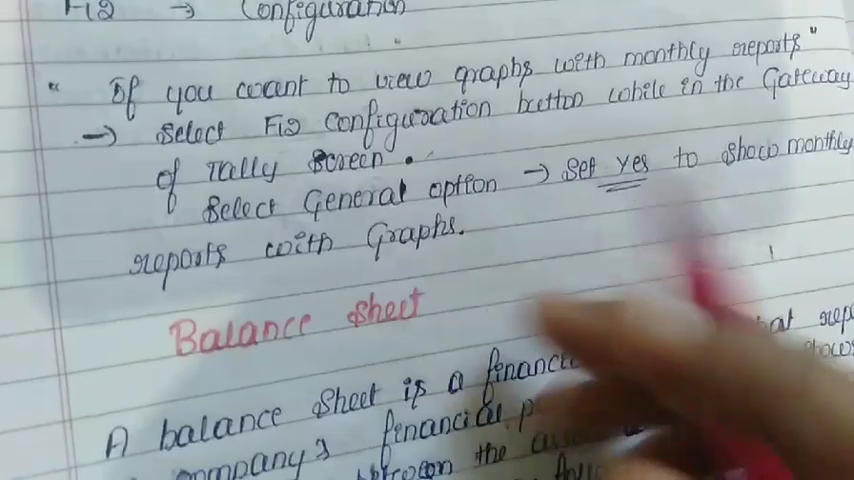 F12 → Configuration
" If you want to view graphs with monthly reports"
→ Select F12 Configuration button while in the Gateway
of Tally Screen.
Select General option → Set Yes to Show monthly
reports with Graphs.
Balance Sheet
A balance Sheet is a
company's financial
between the